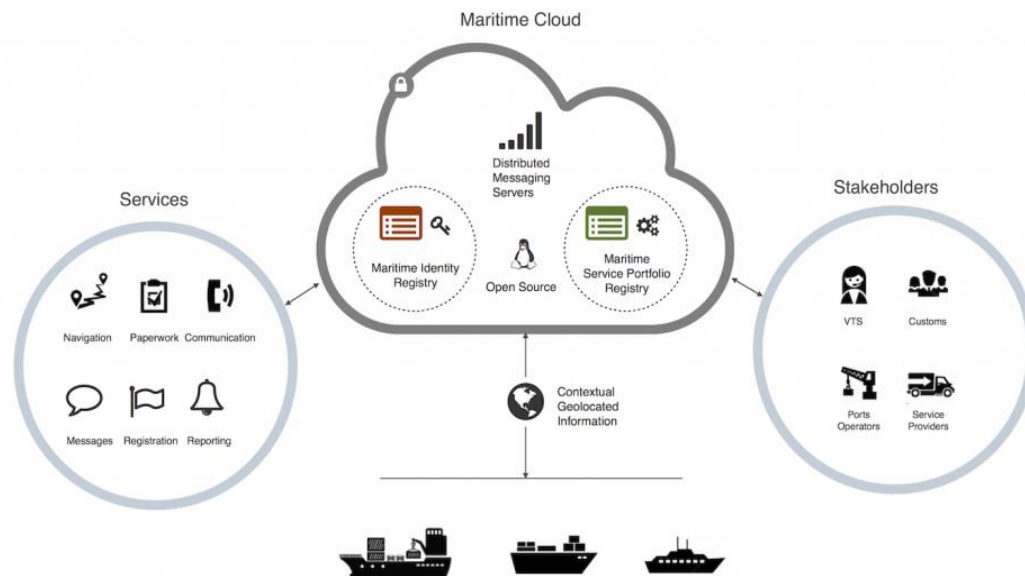 Maritime Cloud
Distributed
Messaging
Servers
Maritime Identity
Registry
Open Source
Maritime
Service Portfolio
Registry
Services
Navigation
Paperwork
Communication
Messages
Registration
Reporting
Stakeholders
VTS
Customs
Ports
Operators
Service
Providers
Contextual
Geolocated
Information